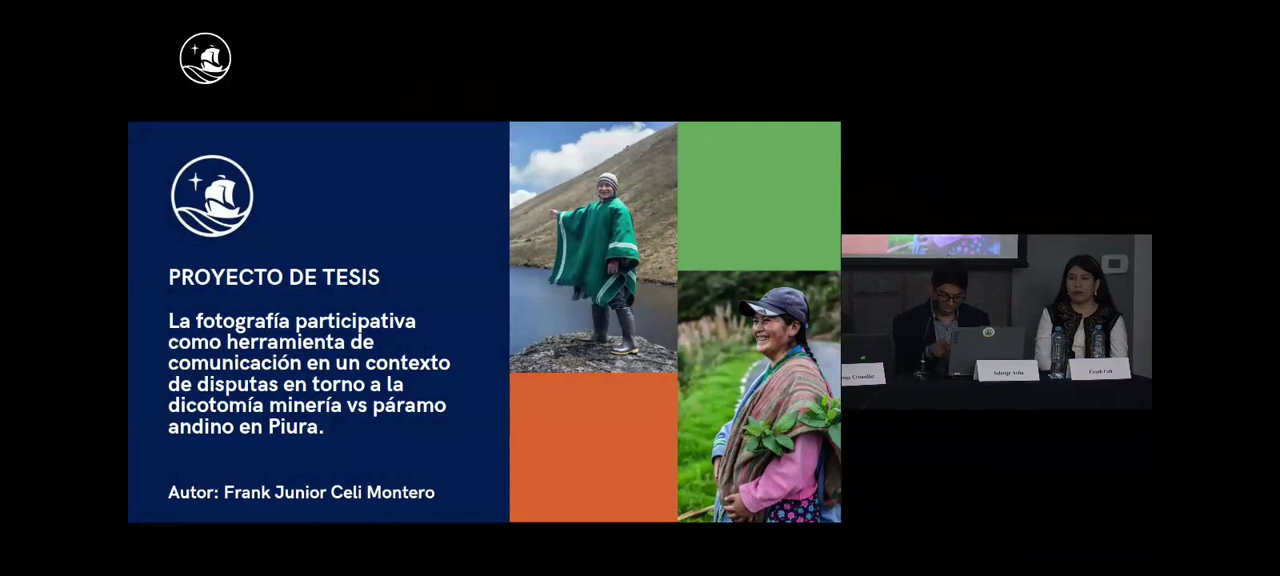 PROYECTO DE TESIS
La fotografía participativa
como herramienta de
comunicación en un contexto
de disputas en torno a la
dicotomía minería vs páramo
andino en Piura.
Autor: Frank Junior Celi Montero